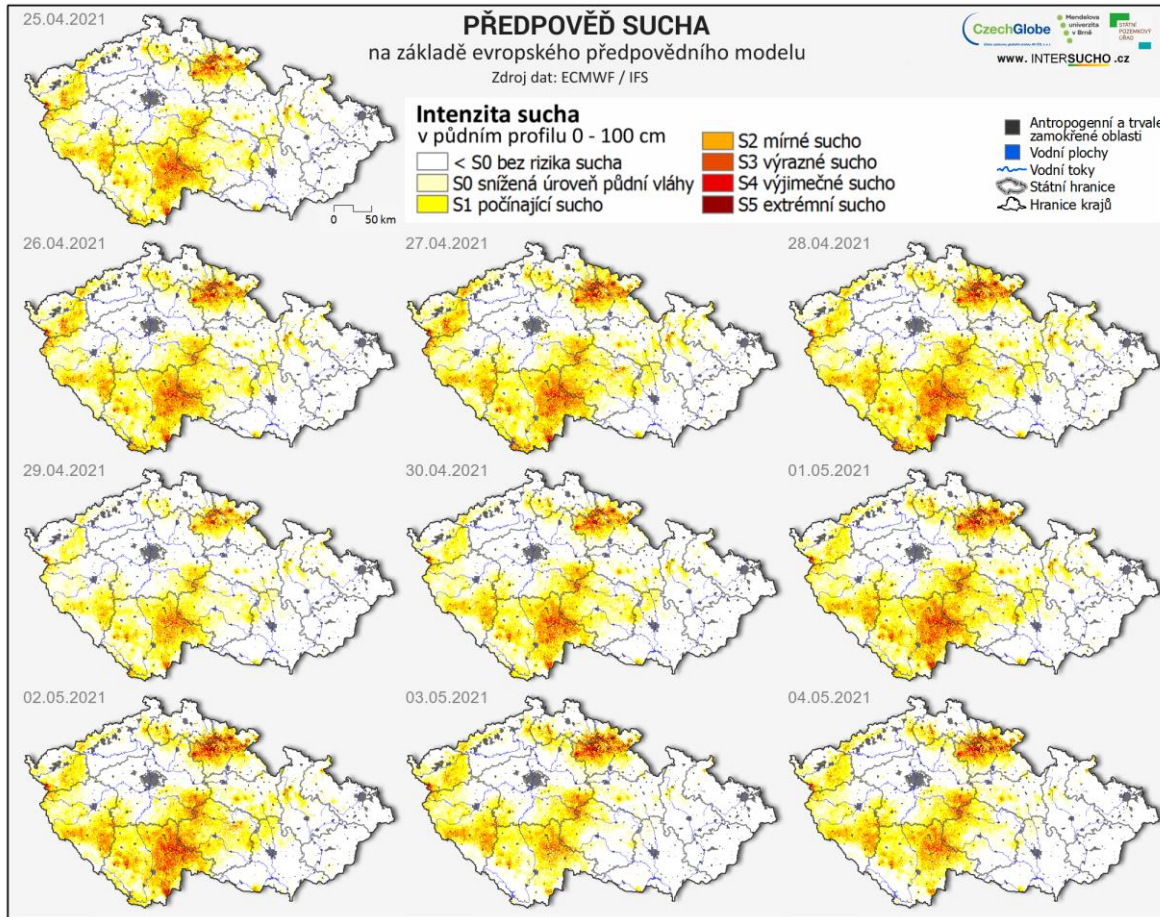 25.04.2021
PŘEDPOVĚĎ SUCHA
na základě evropského předpovědního modelu
Zdroj dat: ECMWF / IFS
CzechGlobe
Mendelova
univerzita
v Brně
STÁTNÍ
POZEMKOVÝ
ÚŘAD
www. INTERSUCHO .cz
Intenzita sucha
v půdním profilu 0 - 100 cm
< S0 bez rizika sucha
S0 snížená úroveň půdní vláhy
S1 počínající sucho
S2 mírné sucho
S3 výrazné sucho
S4 výjimečné sucho
S5 extrémní sucho
Antropogenní a trvale
zamokřené oblasti
Vodní plochy
Vodní toky
Státní hranice
Hranice krajů
0 50 km
26.04.2021
27.04.2021
28.04.2021
29.04.2021
30.04.2021
01.05.2021
02.05.2021
03.05.2021
04.05.2021